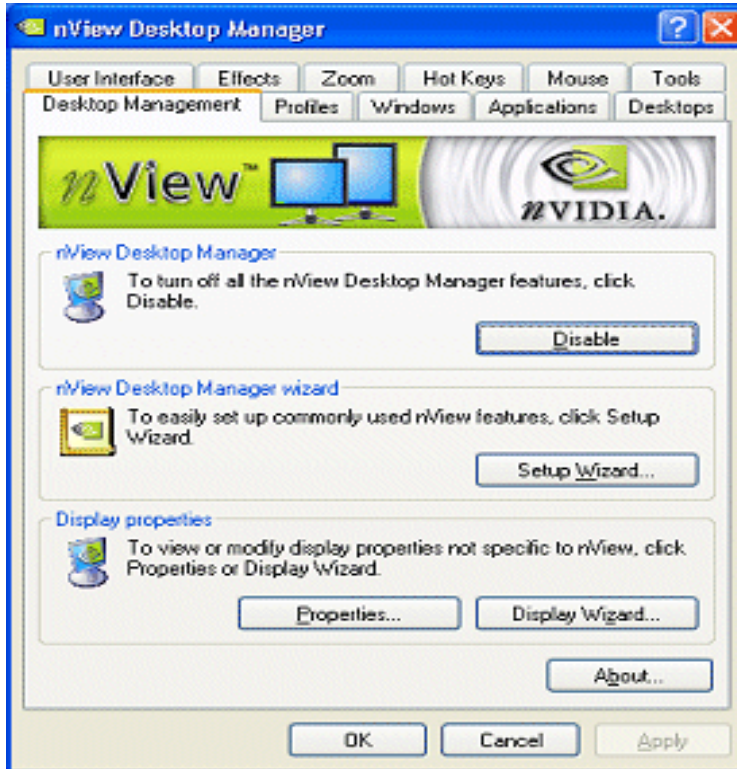 nView Desktop Manager
User Interface Effects Zoom Hot Keys Mouse Tools
Desktop Management Profiles Windows Applications Desktops
nView™ nVIDIA.
nView Desktop Manager
To turn off all the nView Desktop Manager features, click
Disable.
Disable
nView Desktop Manager wizard
To easily set up commonly used nView features, click Setup
Wizard.
Setup Wizard...
Display properties
To view or modify display properties not specific to nView, click
Properties or Display Wizard.
Properties... Display Wizard...
About...
OK Cancel Apply